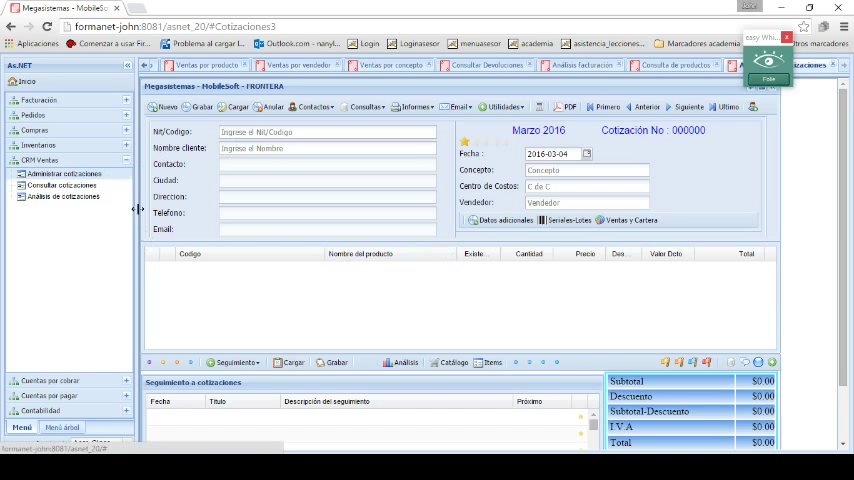 Megasistemas - MobileSoft
formanet-john:8081/asnet_20/#Cotizaciones3
Aplicaciones Comenzar a usar Fir... Problema al cargar l... Outlook.com - nanyl... Login Loginasesor menuasesor academia asistencia_lecciones... Marcadores academia otros marcadores
easy Whi... x
Folie
As.NET
Ventas por producto Ventas por vendedor Ventas por concepto Consultar Devoluciones Análisis facturación Consulta de productos
Inicio
Facturación
Pedidos
Compras
Inventarios
CRM Ventas
Administrar cotizaciones
Consultar cotizaciones
Análisis de cotizaciones
Cuentas por cobrar
Cuentas por pagar
Contabilidad
Menú Menú árbol
formanet-john:8081/asnet_20/#
Megasistemas - MobileSoft - FRONTERA
Nuevo Grabar Cargar Anular Contactos Consultas Informes Email Utilidades PDF Primero Anterior Siguiente Ultimo
Nit/Codigo: Ingrese el Nit/Codigo
Nombre cliente: Ingrese el Nombre
Contacto:
Ciudad:
Direccion:
Telefono:
Email:
Marzo 2016 Cotización No : 000000
Fecha : 2016-03-04
Concepto: Concepto
Centro de Costos: C de C
Vendedor: Vendedor
Datos adicionales Seriales-Lotes Ventas y Cartera
Codigo Nombre del producto Existe... Cantidad Precio Des... Valor Dcto Total
Seguimiento Cargar Grabar Análisis Catálogo Items
Seguimiento a cotizaciones
Fecha Titulo Descripción del seguimiento Próximo
Subtotal $0.00
Descuento $0.00
Subtotal-Descuento $0.00
I V A $0.00
Total $0.00